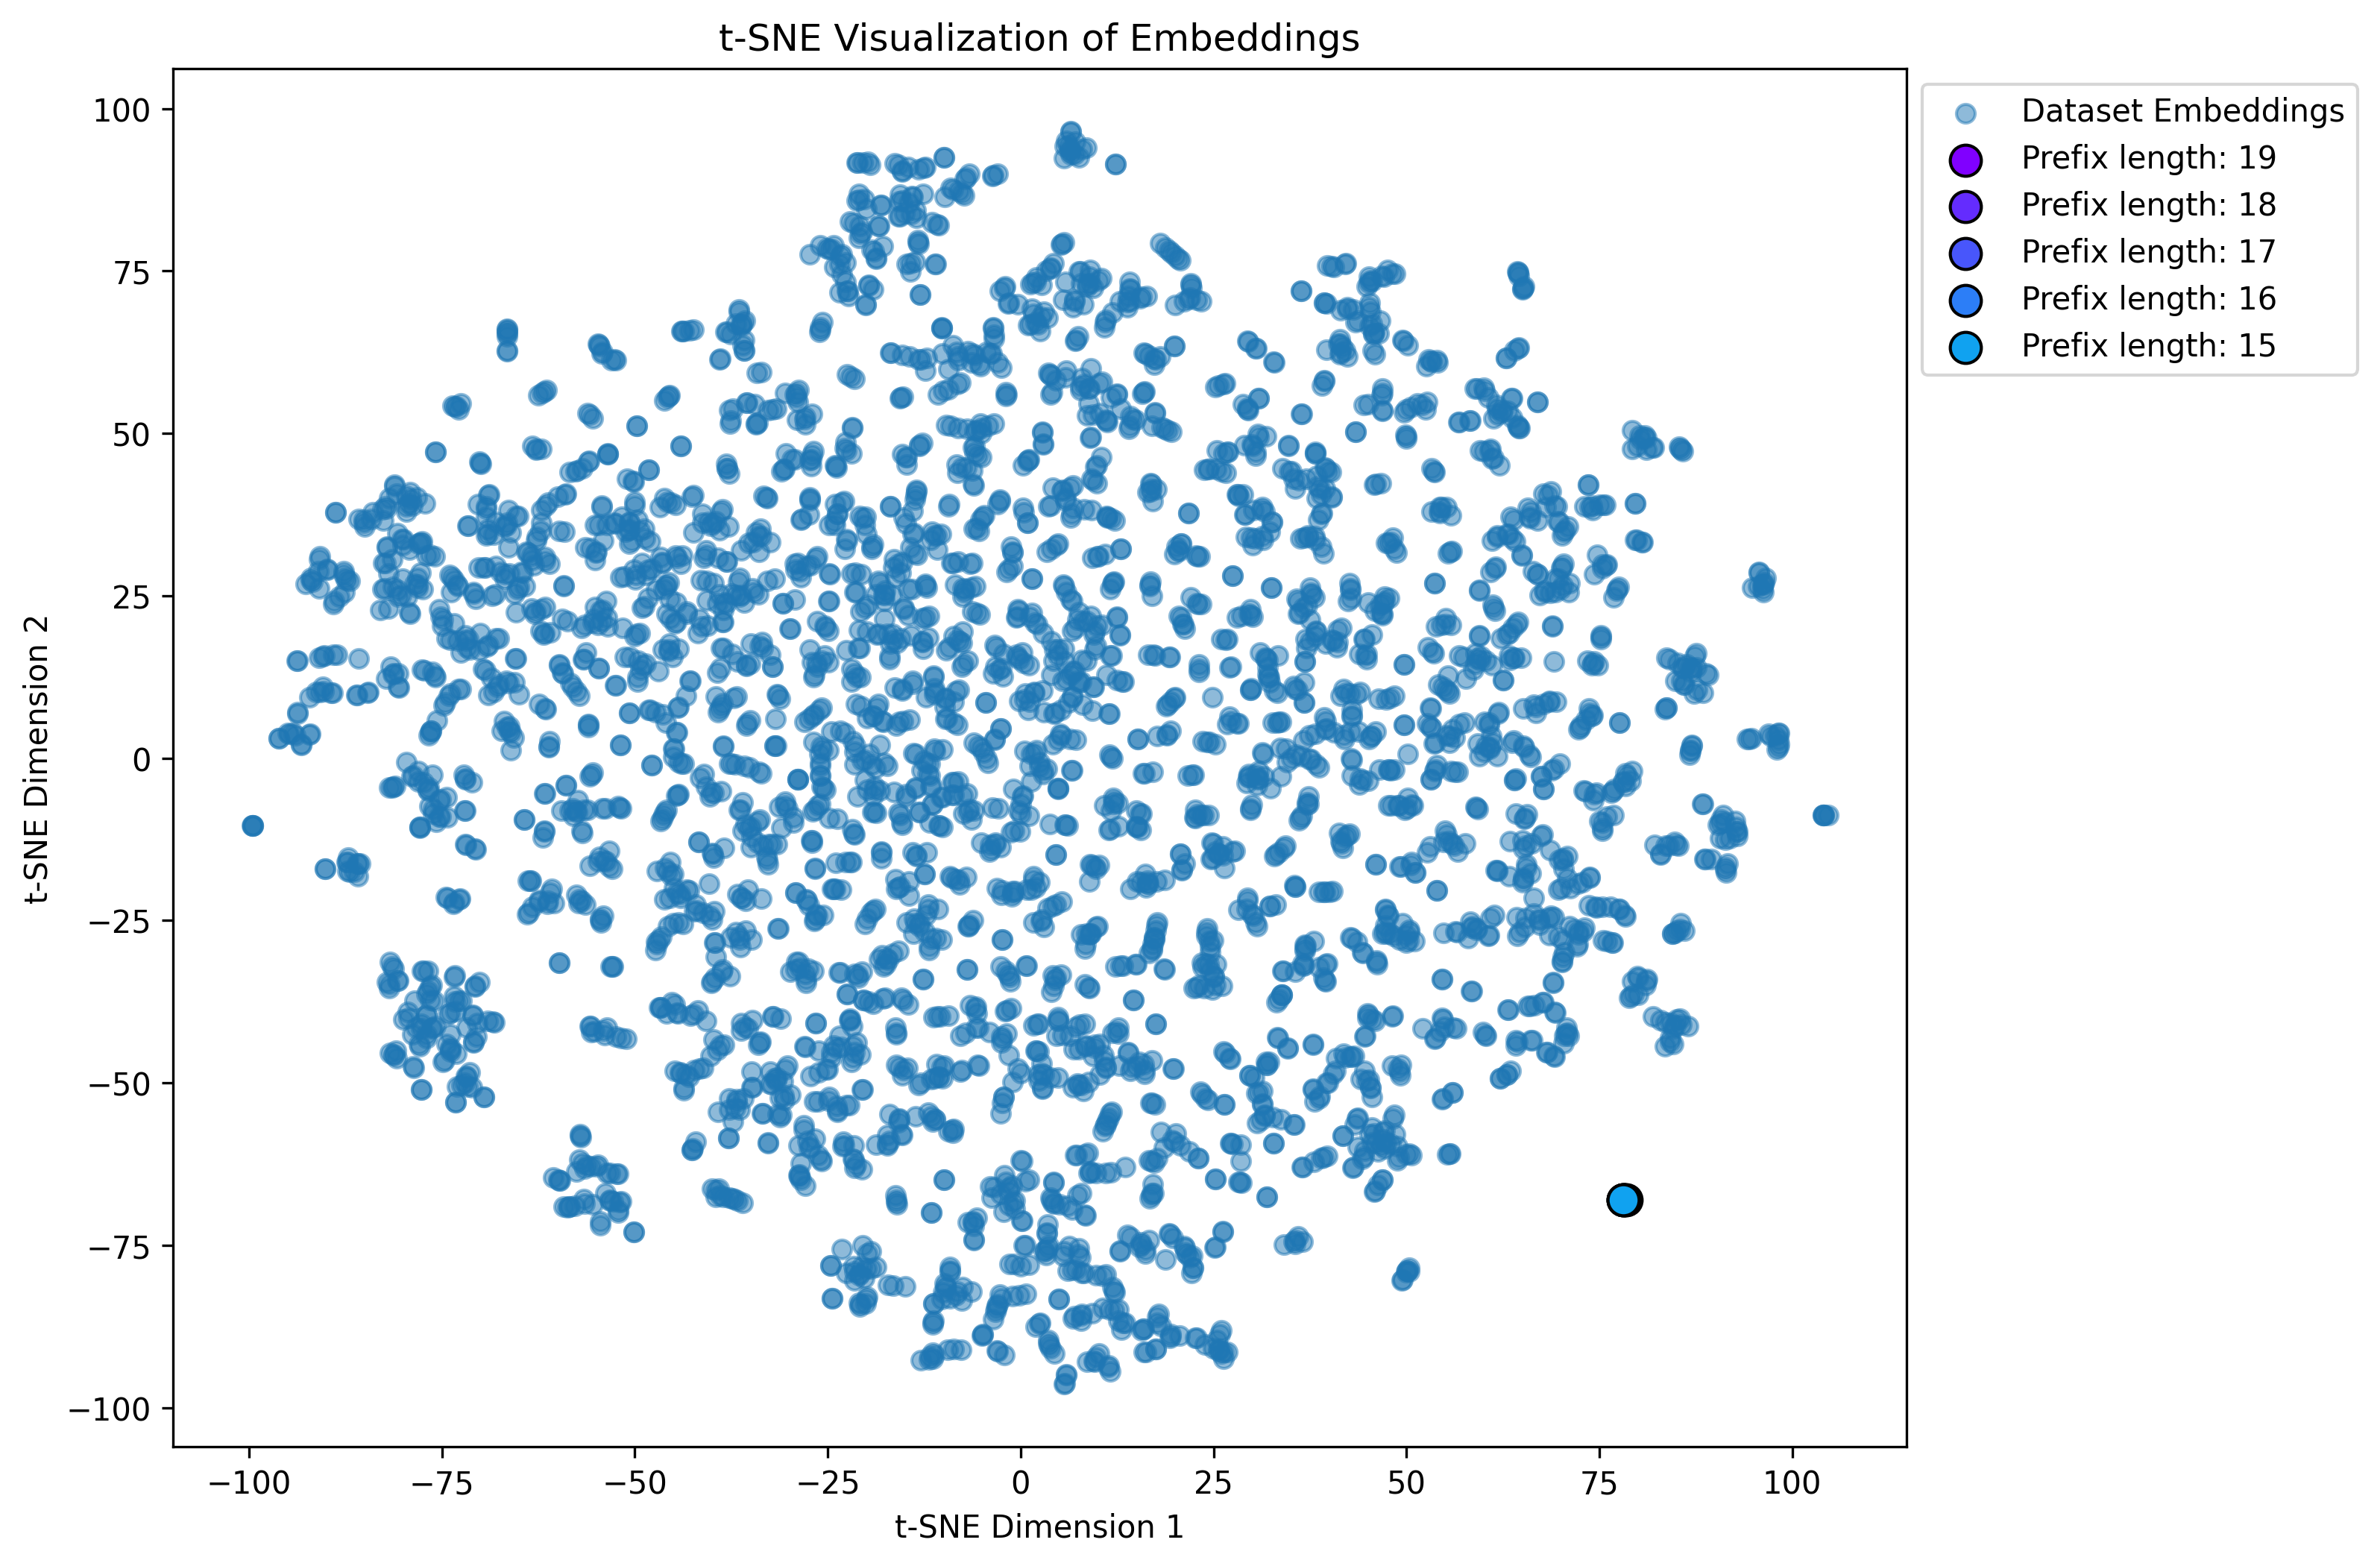 t-SNE Visualization of Embeddings
Dataset Embeddings
Prefix length: 19
Prefix length: 18
Prefix length: 17
Prefix length: 16
Prefix length: 15
t-SNE Dimension 2
100
75
50
25
0
−25
−50
−75
−100
−100
−75
−50
−25
0
25
50
75
100
t-SNE Dimension 1